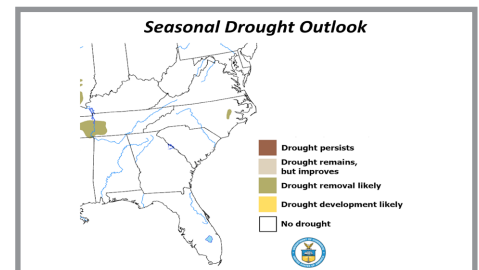 Seasonal Drought Outlook
Drought persists
Drought remains,
but improves
Drought removal likely
Drought development likely
No drought